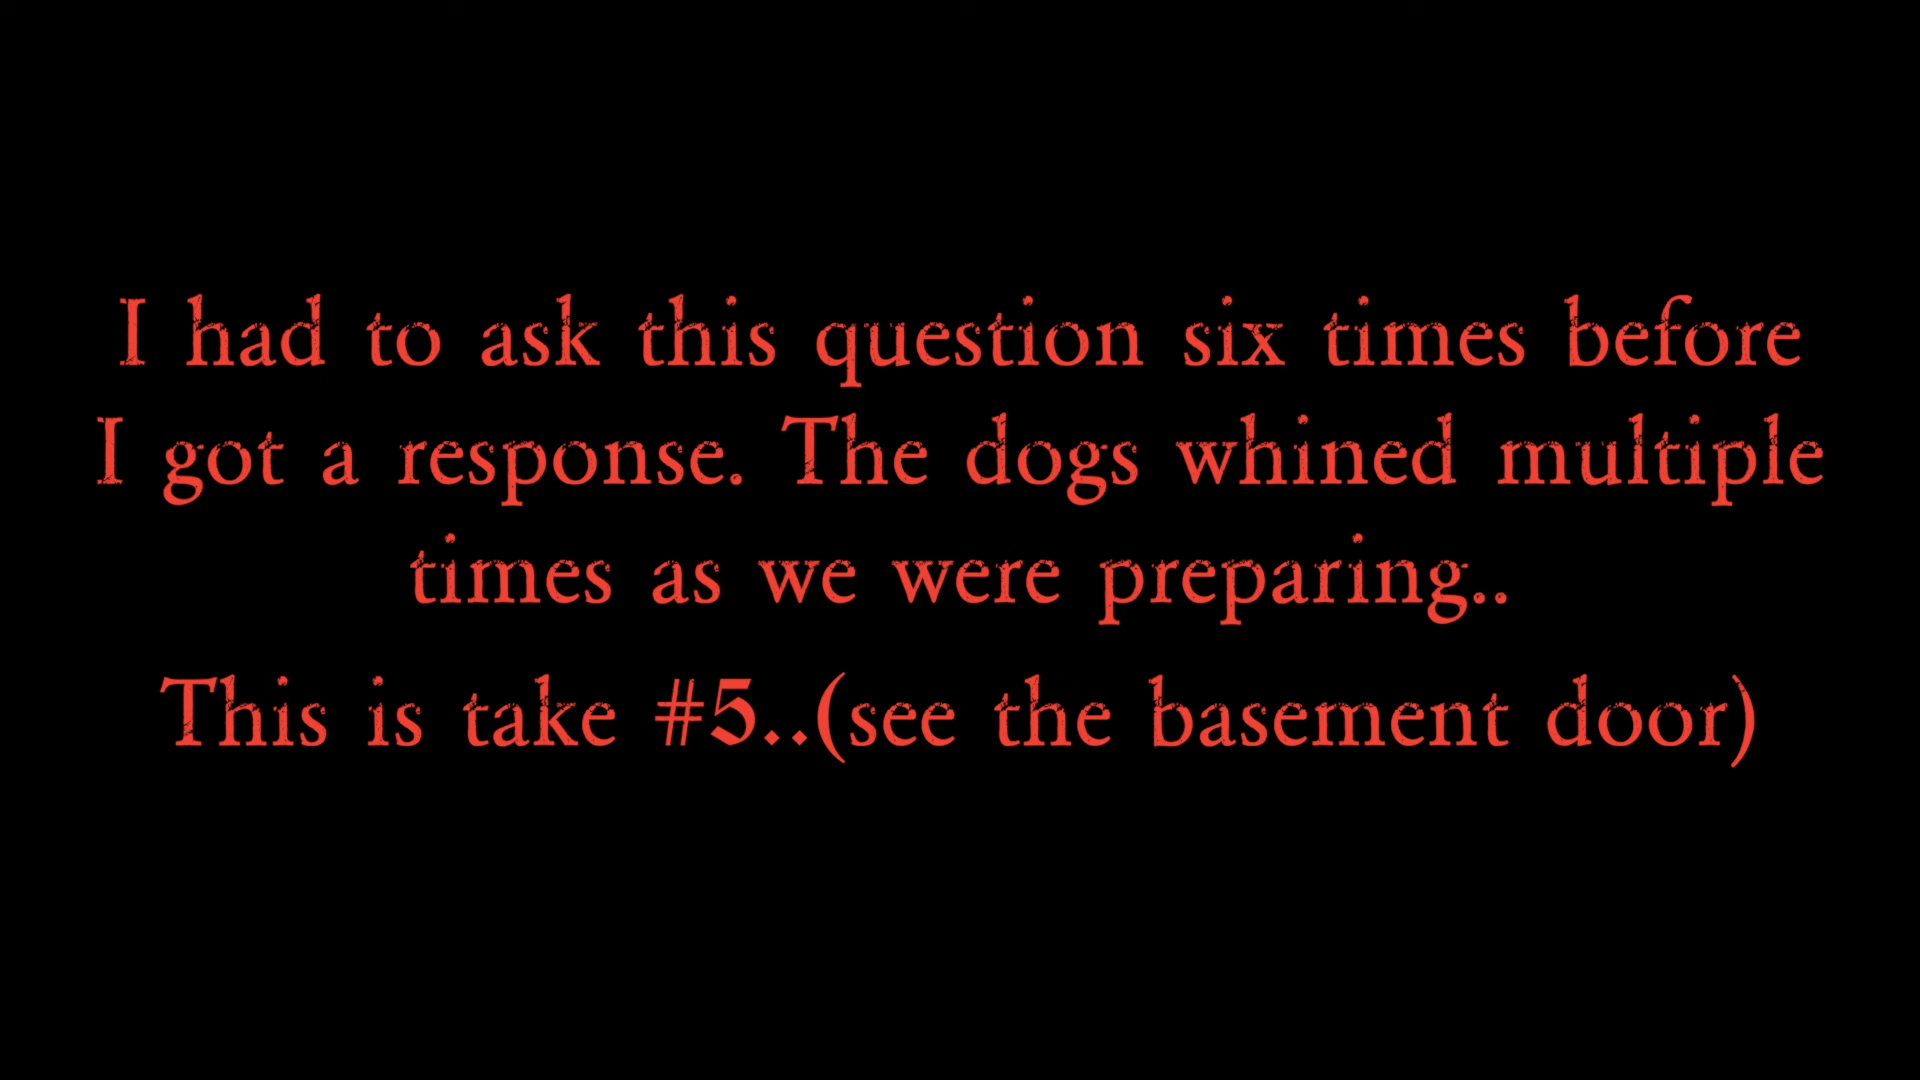 I had to ask this question six times before
I got a response. The dogs whined multiple
times as we were preparing..
This is take #5..(see the basement door)